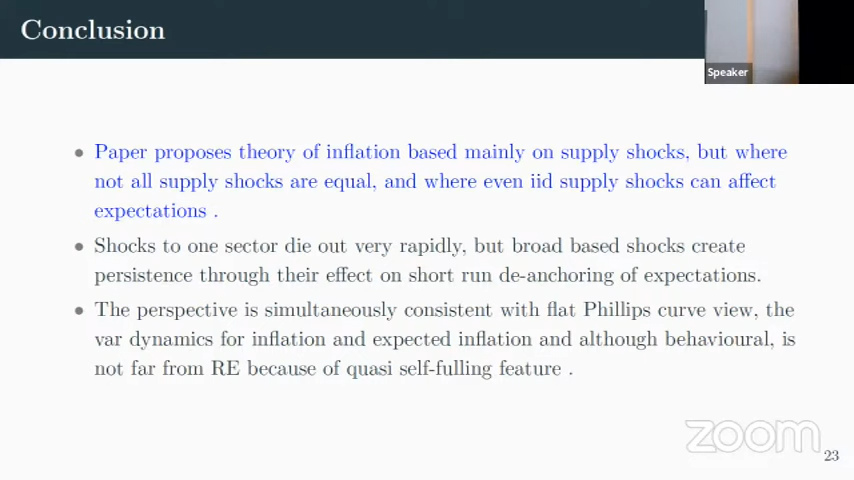 Conclusion
Speaker
• Paper proposes theory of inflation based mainly on supply shocks, but where
not all supply shocks are equal, and where even iid supply shocks can affect
expectations .
• Shocks to one sector die out very rapidly, but broad based shocks create
persistence through their effect on short run de-anchoring of expectations.
• The perspective is simultaneously consistent with flat Phillips curve view, the
var dynamics for inflation and expected inflation and although behavioural, is
not far from RE because of quasi self-fulling feature .
zoom
23